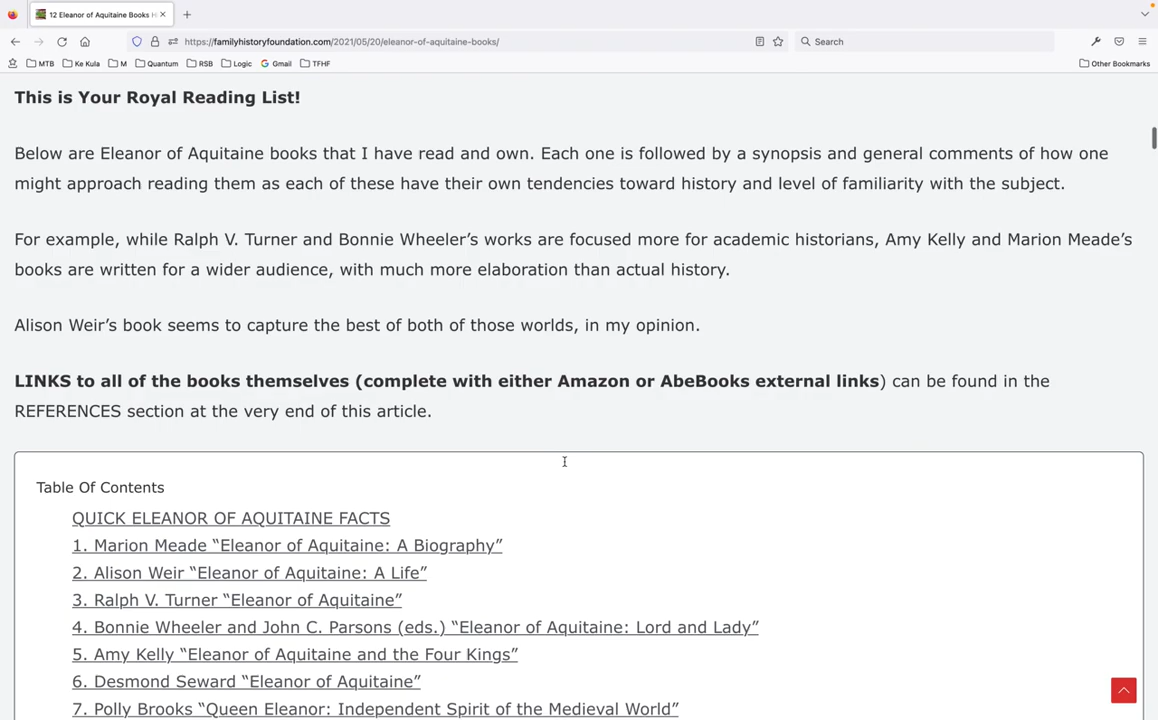 12 Eleanor of Aquitaine Books H
https://familyhistoryfoundation.com/2021/05/20/eleanor-of-aquitaine-books/
Search
MTB Ke Kula M Quantum RSB Logic Gmail TFHF Other Bookmarks
This is Your Royal Reading List!
Below are Eleanor of Aquitaine books that I have read and own. Each one is followed by a synopsis and general comments of how one
might approach reading them as each of these have their own tendencies toward history and level of familiarity with the subject.
For example, while Ralph V. Turner and Bonnie Wheeler’s works are focused more for academic historians, Amy Kelly and Marion Meade’s
books are written for a wider audience, with much more elaboration than actual history.
Alison Weir’s book seems to capture the best of both of those worlds, in my opinion.
LINKS to all of the books themselves (complete with either Amazon or AbeBooks external links) can be found in the
REFERENCES section at the very end of this article.
Table Of Contents
QUICK ELEANOR OF AQUITAINE FACTS
1. Marion Meade “Eleanor of Aquitaine: A Biography”
2. Alison Weir “Eleanor of Aquitaine: A Life”
3. Ralph V. Turner “Eleanor of Aquitaine”
4. Bonnie Wheeler and John C. Parsons (eds.) “Eleanor of Aquitaine: Lord and Lady”
5. Amy Kelly “Eleanor of Aquitaine and the Four Kings”
6. Desmond Seward “Eleanor of Aquitaine”
7. Polly Brooks “Queen Eleanor: Independent Spirit of the Medieval World”